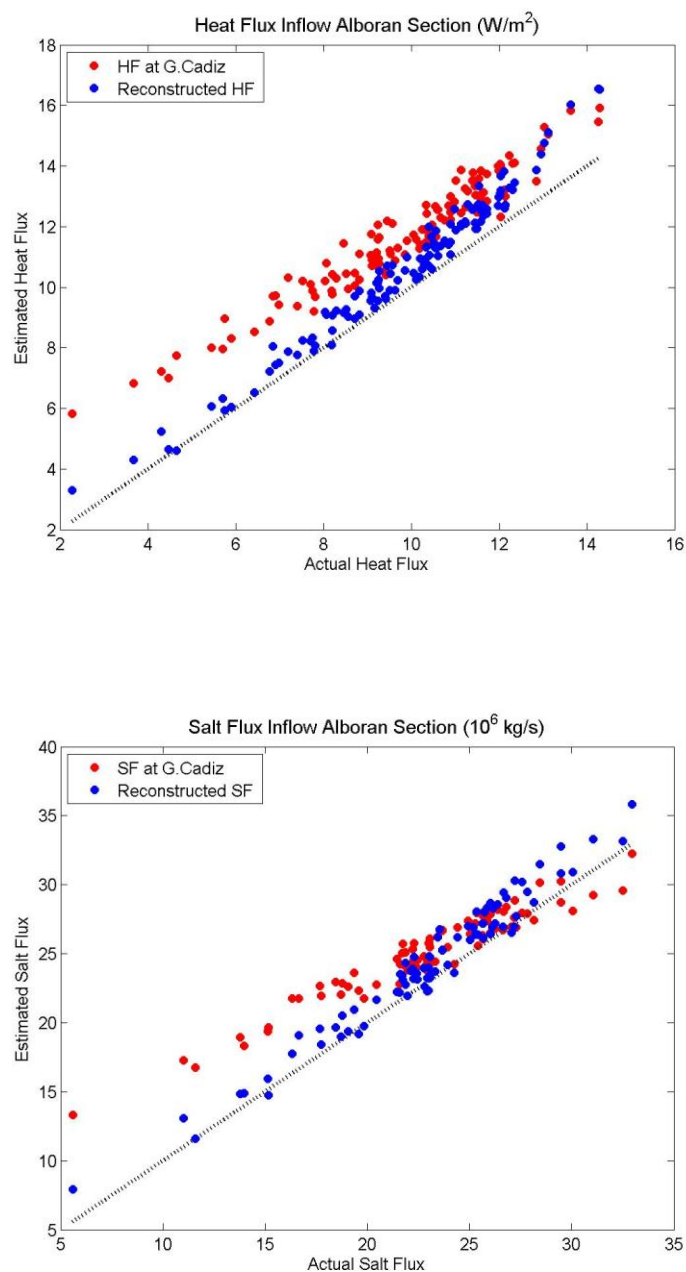 Heat Flux Inflow Alboran Section (W/m²)
18
16
14
12
10
8
6
4
2
HF at G.Cadiz
Reconstructed HF
Estimated Heat Flux
2 4 6 8 10 12 14 16
Actual Heat Flux
Salt Flux Inflow Alboran Section (10⁶ kg/s)
40
35
30
25
20
15
10
5
SF at G.Cadiz
Reconstructed SF
Estimated Salt Flux
5 10 15 20 25 30 35
Actual Salt Flux